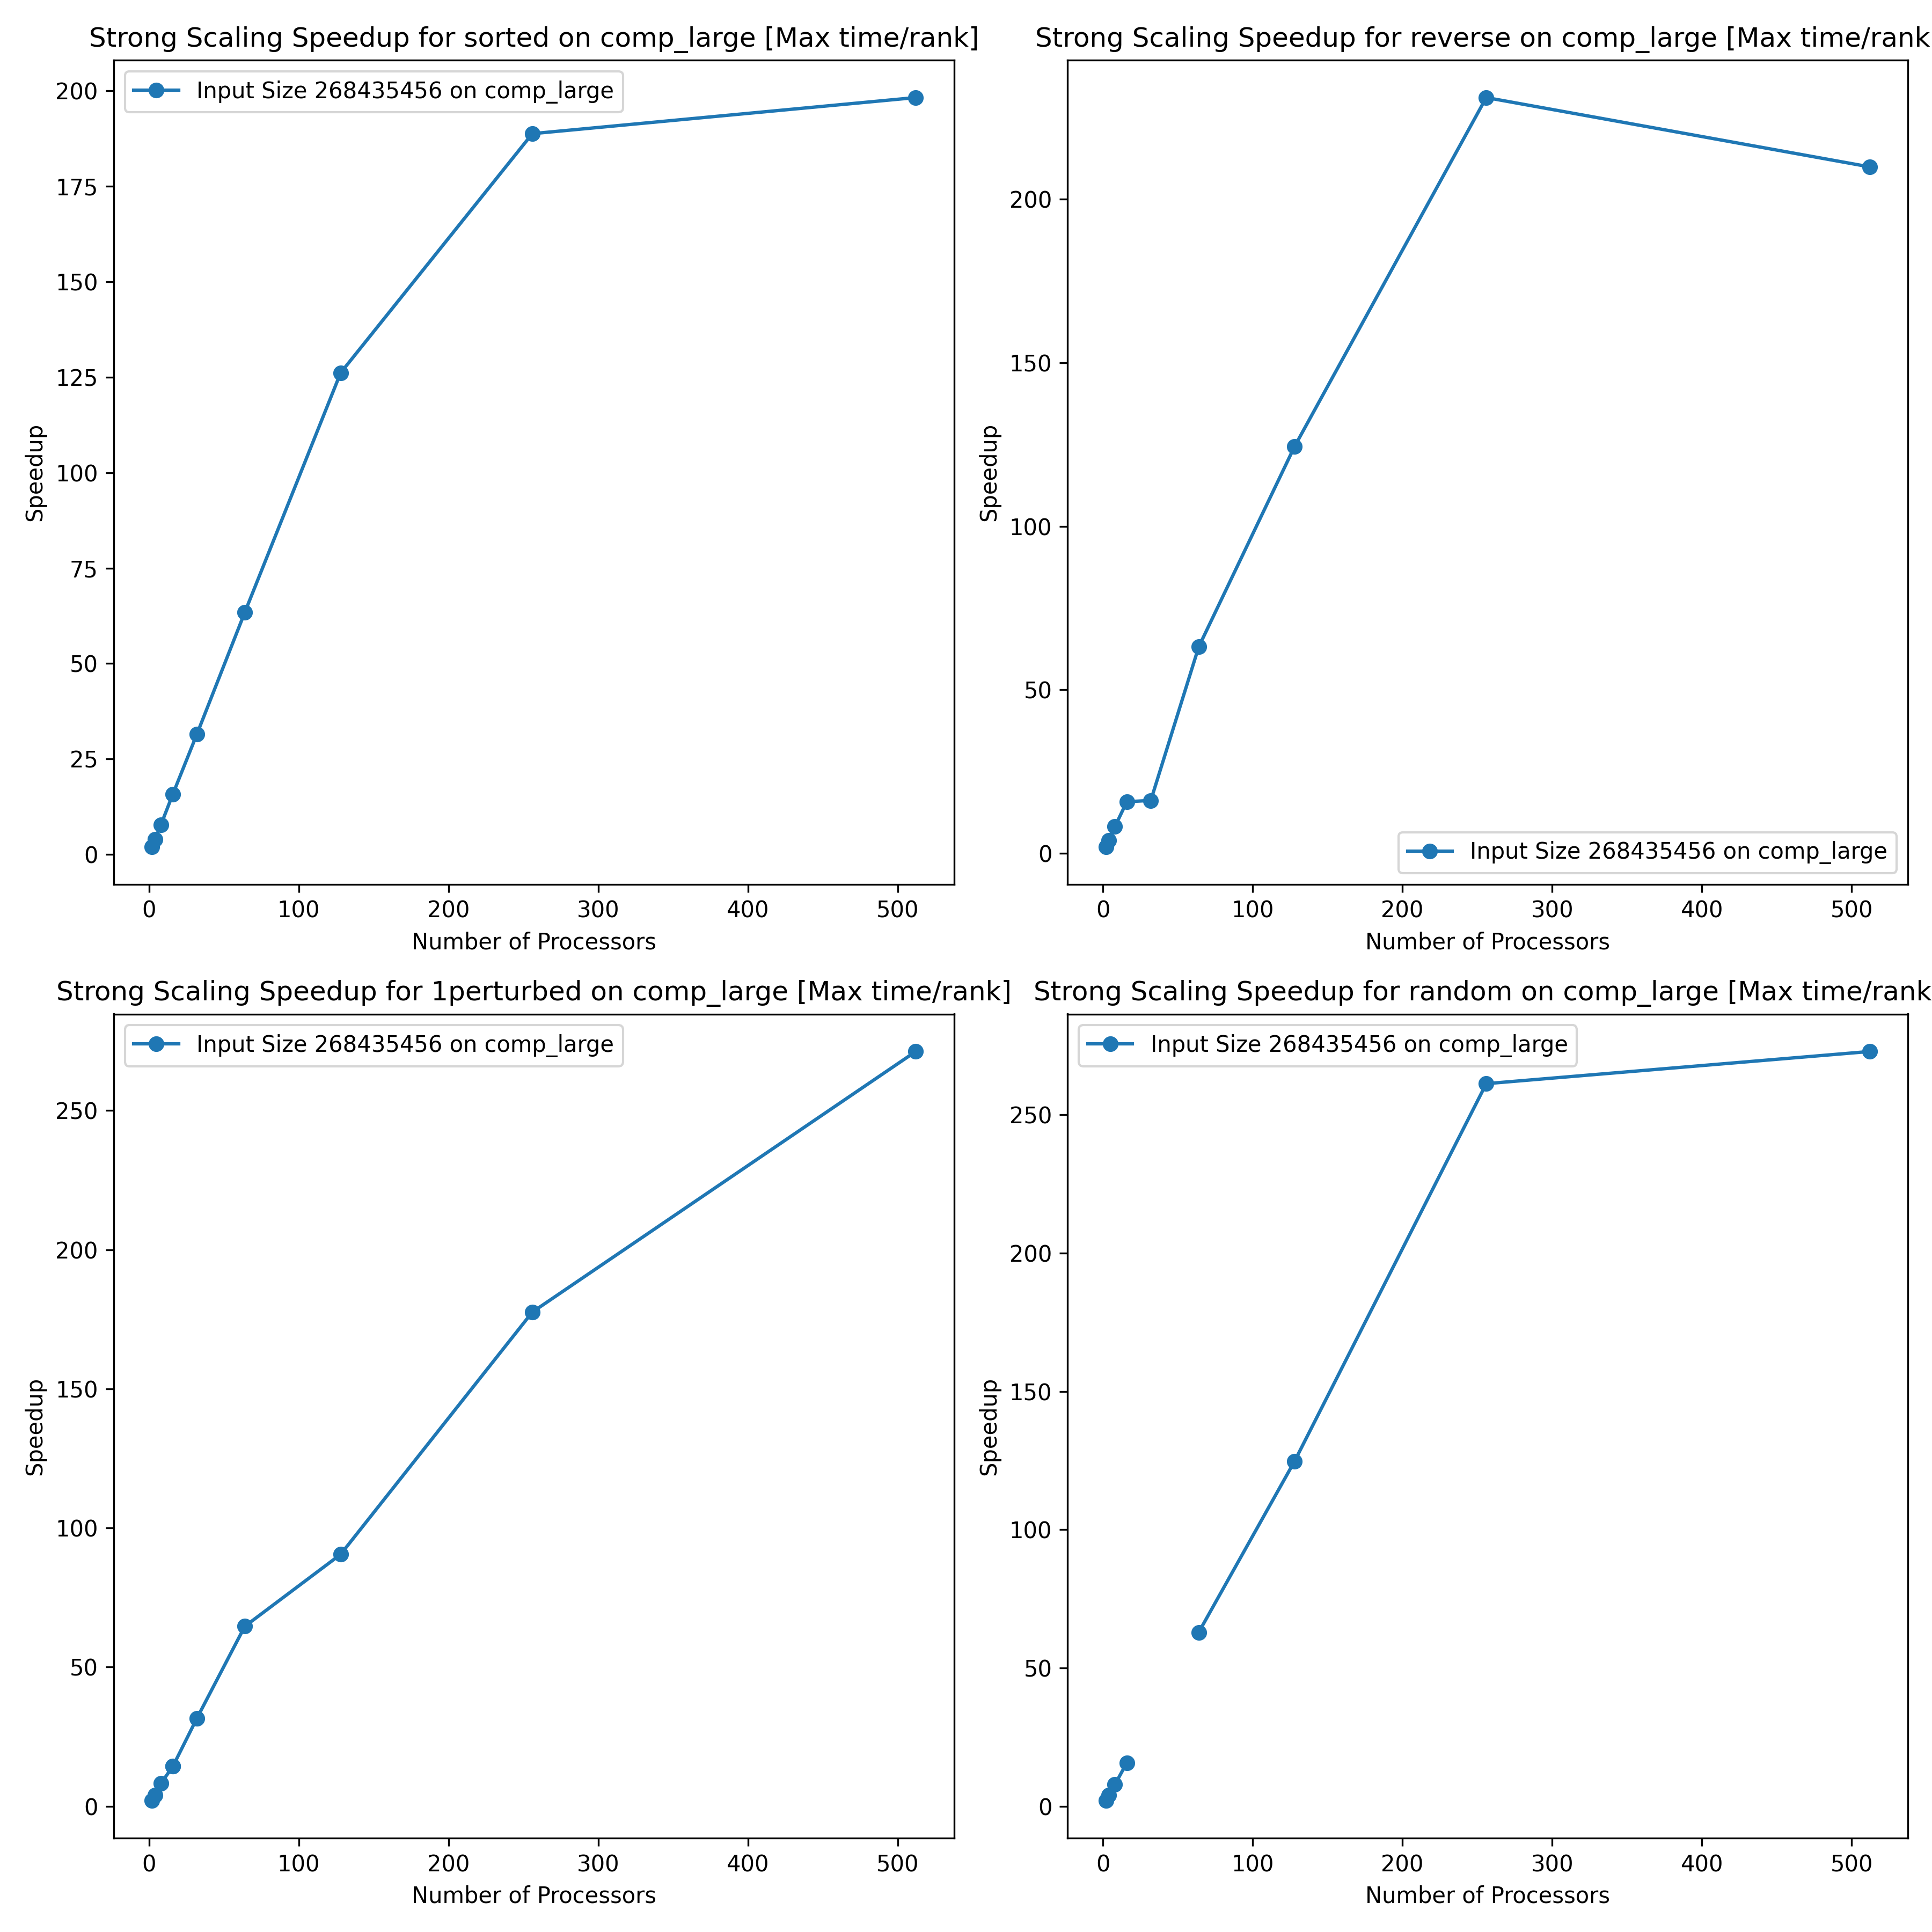 Strong Scaling Speedup for sorted on comp_large [Max time/rank]
Input Size 268435456 on comp_large
200
175
150
125
100
75
50
25
0
Speedup
0 100 200 300 400 500
Number of Processors
Strong Scaling Speedup for reverse on comp_large [Max time/rank
200
150
100
50
0
Speedup
Input Size 268435456 on comp_large
0 100 200 300 400 500
Number of Processors
Strong Scaling Speedup for 1perturbed on comp_large [Max time/rank]
Input Size 268435456 on comp_large
250
200
150
100
50
0
Speedup
0 100 200 300 400 500
Number of Processors
Strong Scaling Speedup for random on comp_large [Max time/rank
Input Size 268435456 on comp_large
250
200
150
100
50
0
Speedup
0 100 200 300 400 500
Number of Processors